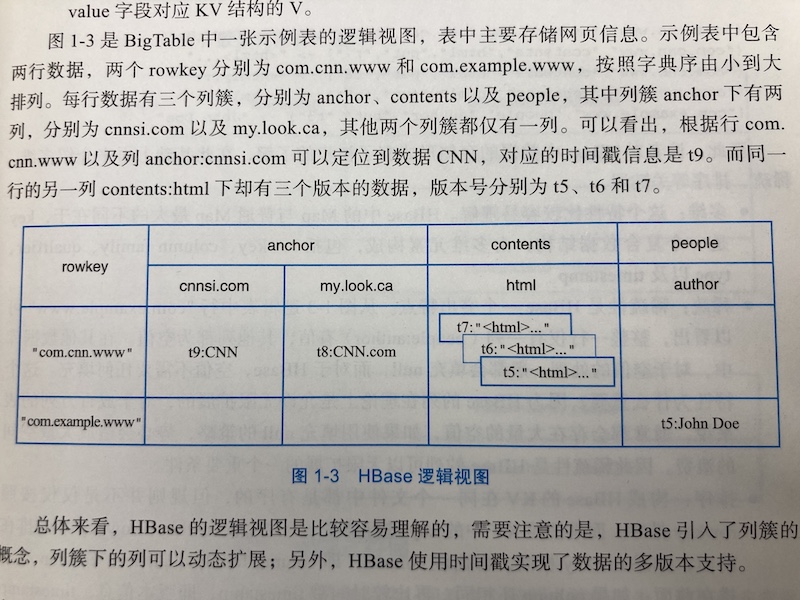 value 字段对应 KV 结构的 V。
图 1-3 是 BigTable 中一张示例表的逻辑视图，表中主要存储网页信息。示例表中包含
两行数据，两个 rowkey 分别为 com.cnn.www 和 com.example.www，按照字典序由小到大
排列。每行数据有三个列簇，分别为 anchor、contents 以及 people，其中列簇 anchor 下有两
列，分别为 cnnsi.com 以及 my.look.ca，其他两个列簇都仅有一列。可以看出，根据行 com.
cnn.www 以及列 anchor:cnnsi.com 可以定位到数据 CNN，对应的时间戳信息是 t9。而同一
行的另一列 contents:html 下却有三个版本的数据，版本号分别为 t5、t6 和 t7。
rowkey anchor contents people
cnnsi.com my.look.ca html author
"com.cnn.www" t9:CNN t8:CNN.com t7:"<html>..."
t6:"<html>..."
t5:"<html>..."
"com.example.www" t5:John Doe
图 1-3 HBase 逻辑视图
总体来看，HBase 的逻辑视图是比较容易理解的，需要注意的是，HBase 引入了列簇的
概念，列簇下的列可以动态扩展；另外，HBase 使用时间戳实现了数据的多版本支持。